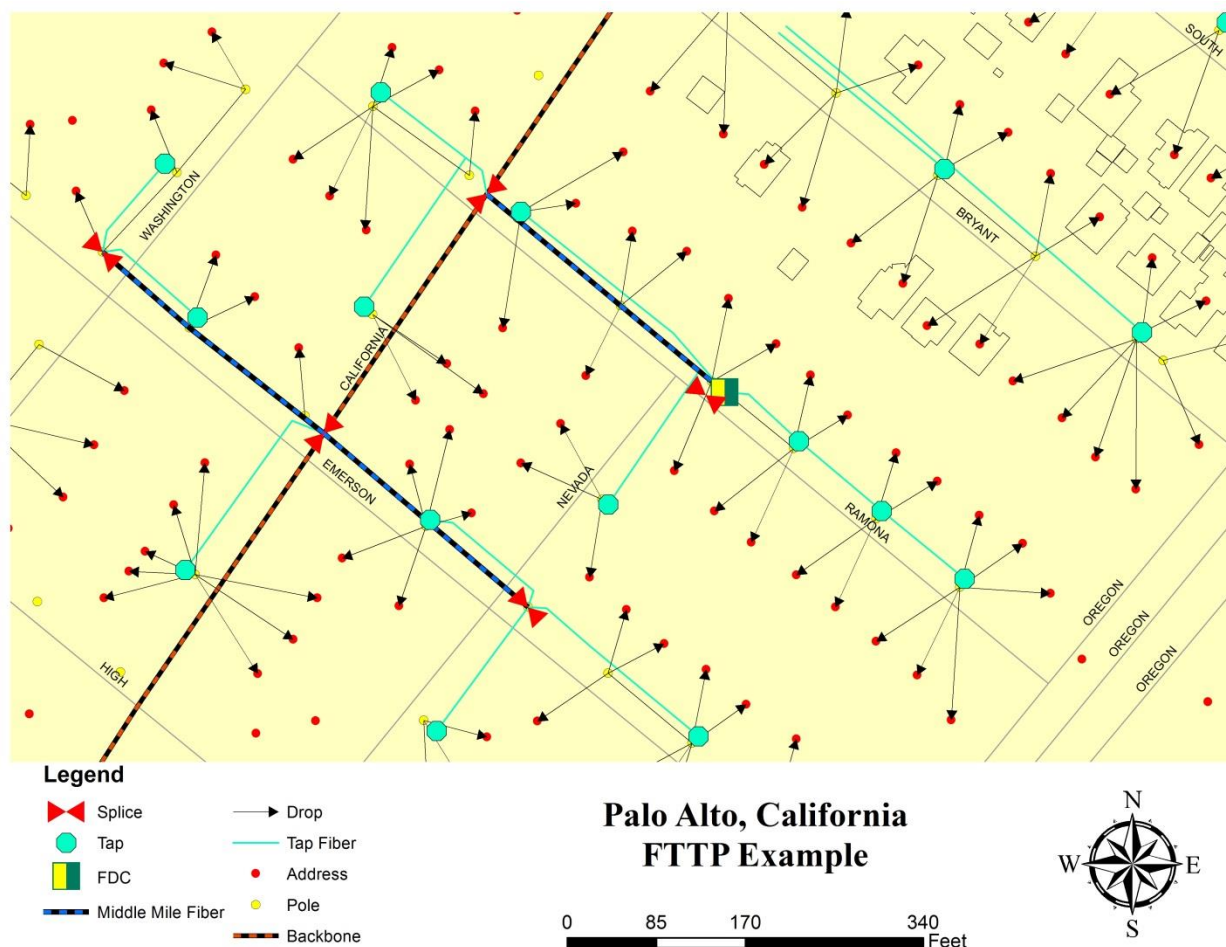 SOUTH
WASHINGTON
BRYANT
CALIFORNIA
EMERSON
NEVADA
RAMONA
HIGH
OREGON
OREGON
OREGON
Legend
Splice
Tap
FDC
Middle Mile Fiber
Drop
Tap Fiber
Address
Pole
Backbone
Palo Alto, California
FTTP Example
N
W E
S
0 85 170 340
Feet